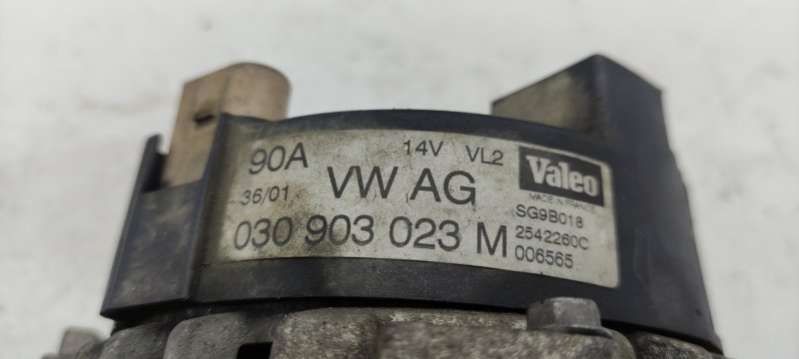 90A 14V VL2
36/01 VW AG
030 903 023 M
Valeo
MADE IN FRANCE
SG9B018
2542260C
006565